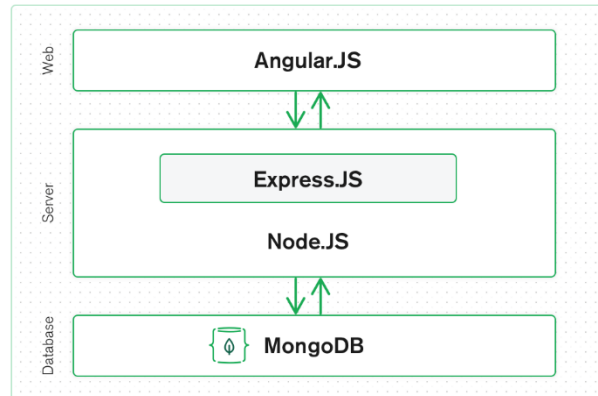 Web
Angular.JS
Server
Express.JS
Node.JS
Database
MongoDB